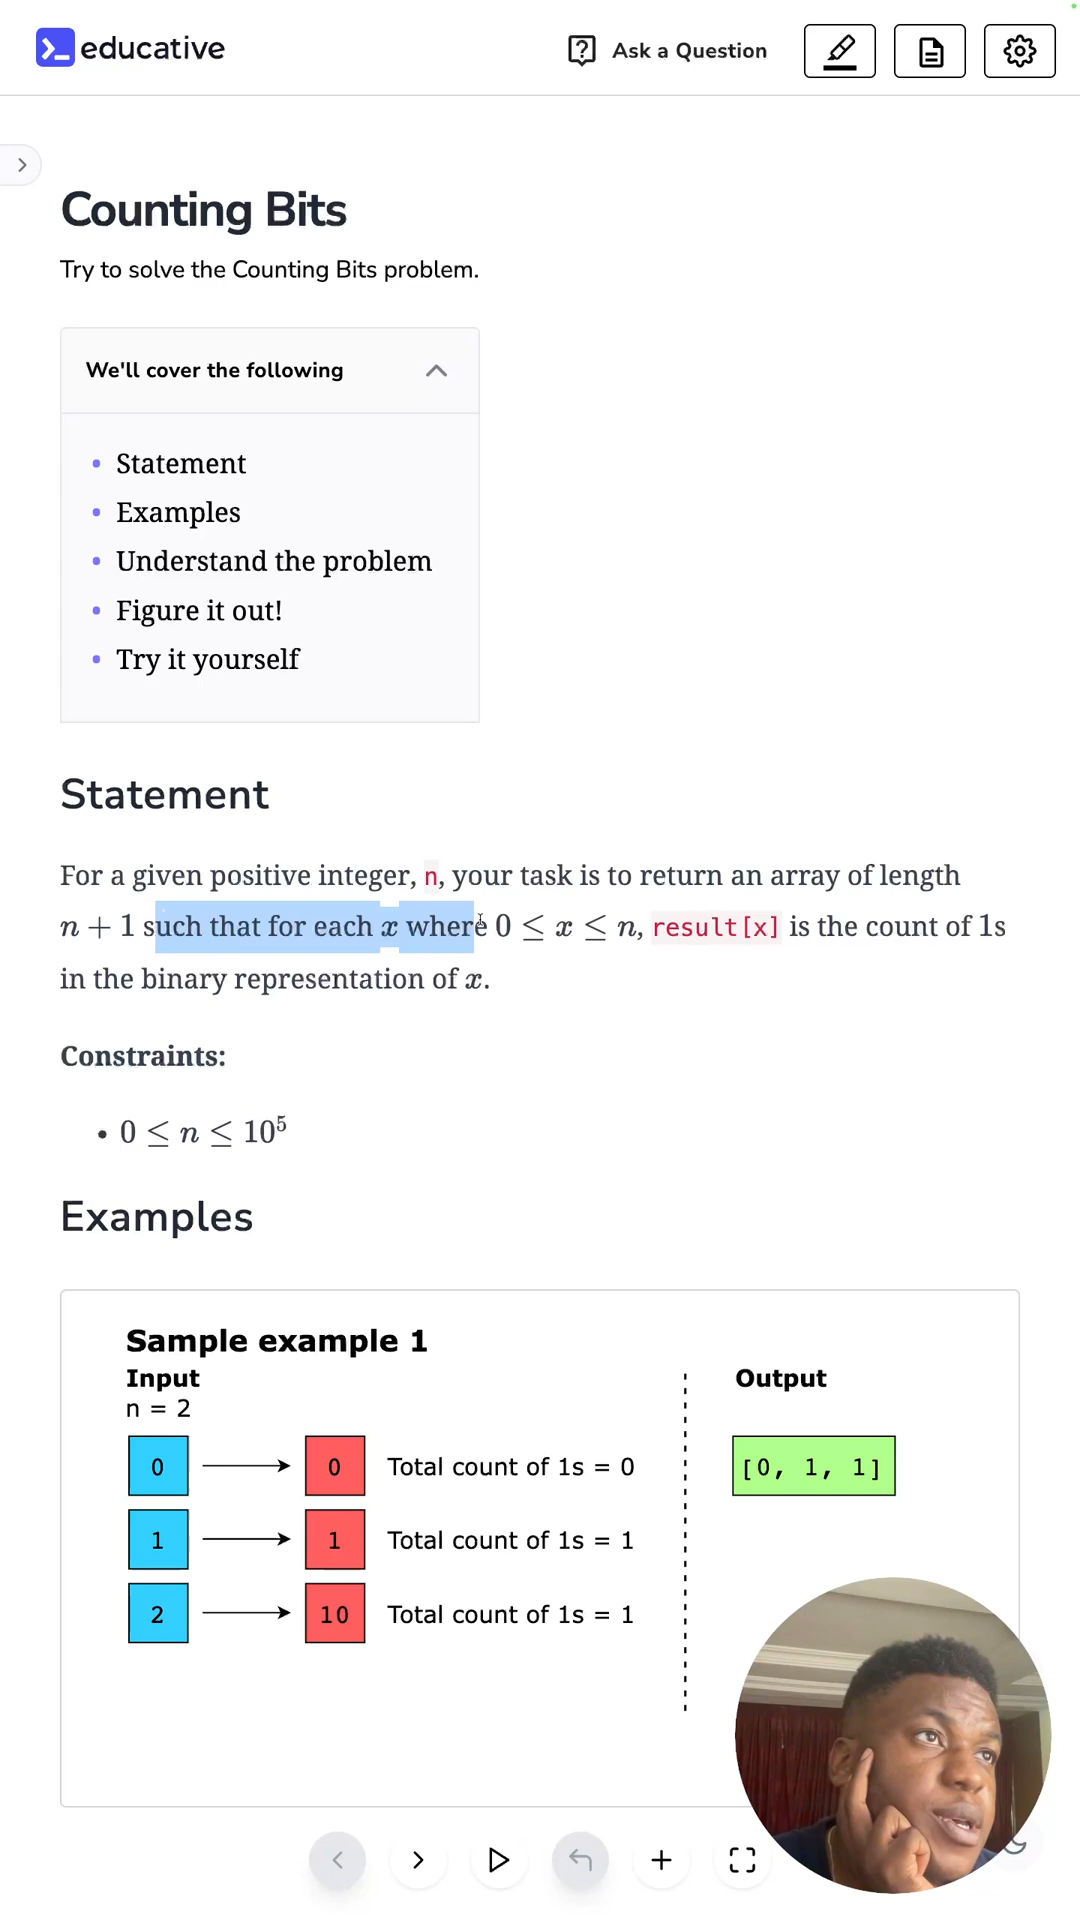 educative
Ask a Question
Counting Bits
Try to solve the Counting Bits problem.
We'll cover the following
• Statement
• Examples
• Understand the problem
• Figure it out!
• Try it yourself
Statement
For a given positive integer, n, your task is to return an array of length
n + 1 such that for each x where 0 ≤ x ≤ n, result[x] is the count of 1s
in the binary representation of x.
Constraints:
• 0 ≤ n ≤ 10⁵
Examples
Sample example 1
Input
Output
n = 2
0 0 Total count of 1s = 0
[0, 1, 1]
1 1 Total count of 1s = 1
2 10 Total count of 1s = 1